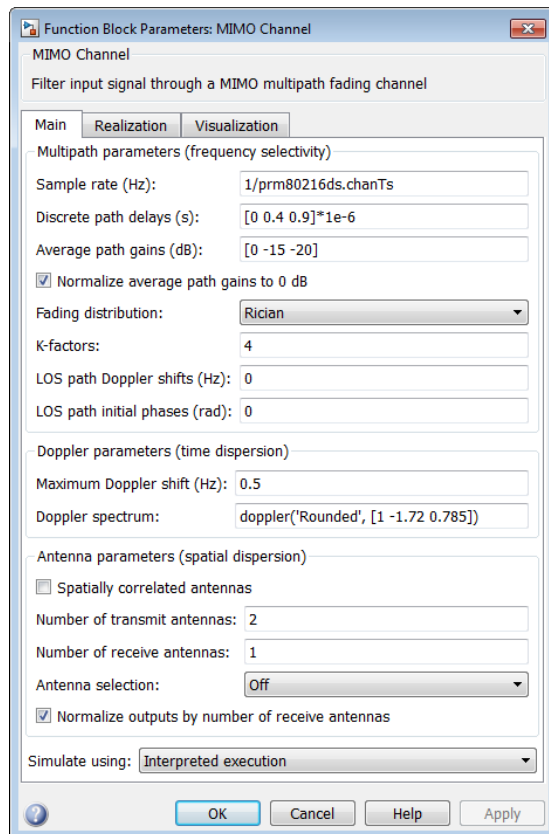 Function Block Parameters: MIMO Channel
MIMO Channel
Filter input signal through a MIMO multipath fading channel
Main Realization Visualization
Multipath parameters (frequency selectivity)
Sample rate (Hz): 1/prm80216ds.chanTs
Discrete path delays (s): [0 0.4 0.9]*1e-6
Average path gains (dB): [0 -15 -20]
Normalize average path gains to 0 dB
Fading distribution: Rician
K-factors: 4
LOS path Doppler shifts (Hz): 0
LOS path initial phases (rad): 0
Doppler parameters (time dispersion)
Maximum Doppler shift (Hz): 0.5
Doppler spectrum: doppler('Rounded', [1 -1.72 0.785])
Antenna parameters (spatial dispersion)
Spatially correlated antennas
Number of transmit antennas: 2
Number of receive antennas: 1
Antenna selection: Off
Normalize outputs by number of receive antennas
Simulate using: Interpreted execution
? OK Cancel Help Apply